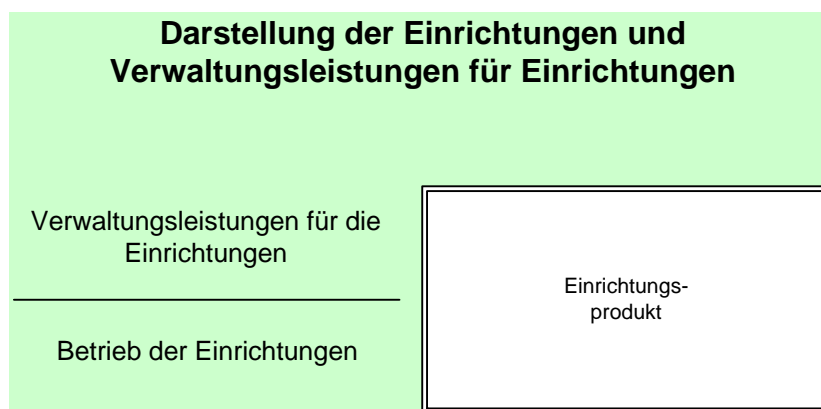 Darstellung der Einrichtungen und
Verwaltungsleistungen für Einrichtungen
Verwaltungsleistungen für die
Einrichtungen
Einrichtungs-
produkt
Betrieb der Einrichtungen